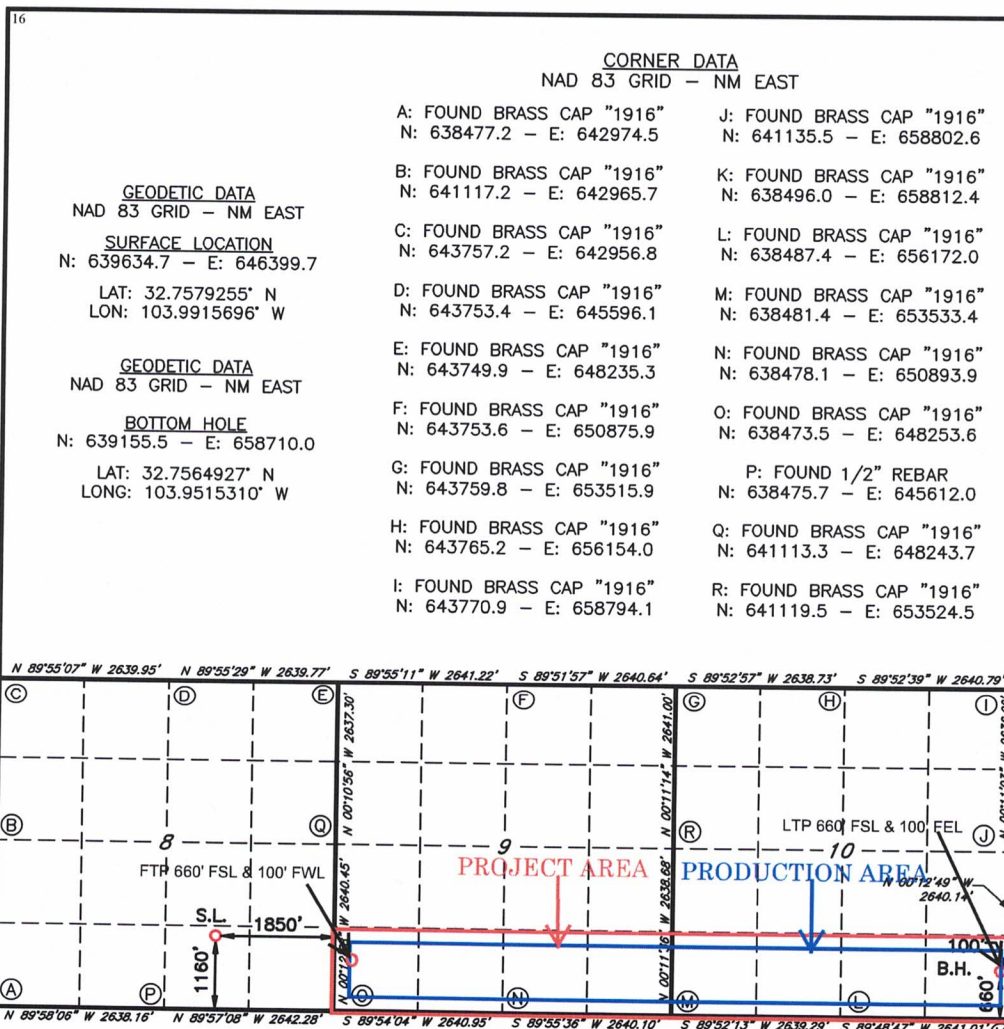 16
CORNER DATA
NAD 83 GRID – NM EAST
A: FOUND BRASS CAP "1916"
N: 638477.2 – E: 642974.5
B: FOUND BRASS CAP "1916"
N: 641117.2 – E: 642965.7
C: FOUND BRASS CAP "1916"
N: 643757.2 – E: 642956.8
D: FOUND BRASS CAP "1916"
N: 643753.4 – E: 645596.1
E: FOUND BRASS CAP "1916"
N: 643749.9 – E: 648235.3
F: FOUND BRASS CAP "1916"
N: 643753.6 – E: 650875.9
G: FOUND BRASS CAP "1916"
N: 643759.8 – E: 653515.9
H: FOUND BRASS CAP "1916"
N: 643765.2 – E: 656154.0
I: FOUND BRASS CAP "1916"
N: 643770.9 – E: 658794.1
J: FOUND BRASS CAP "1916"
N: 641135.5 – E: 658802.6
K: FOUND BRASS CAP "1916"
N: 638496.0 – E: 658812.4
L: FOUND BRASS CAP "1916"
N: 638487.4 – E: 656172.0
M: FOUND BRASS CAP "1916"
N: 638481.4 – E: 653533.4
N: FOUND BRASS CAP "1916"
N: 638478.1 – E: 650893.9
O: FOUND BRASS CAP "1916"
N: 638473.5 – E: 648253.6
P: FOUND 1/2" REBAR
N: 638475.7 – E: 645612.0
Q: FOUND BRASS CAP "1916"
N: 641113.3 – E: 648243.7
R: FOUND BRASS CAP "1916"
N: 641119.5 – E: 653524.5
GEODETIC DATA
NAD 83 GRID – NM EAST
SURFACE LOCATION
N: 639634.7 – E: 646399.7
LAT: 32.7579255° N
LON: 103.9915696° W
GEODETIC DATA
NAD 83 GRID – NM EAST
BOTTOM HOLE
N: 639155.5 – E: 658710.0
LAT: 32.7564927° N
LONG: 103.9515310° W
N 89°55'07" W 2639.95' N 89°55'29" W 2639.77' S 89°55'11" W 2641.22' S 89°51'57" W 2640.64' S 89°52'57" W 2638.73' S 89°52'39" W 2640.79'
C D E F G H I
N 00°10'56" W 2637.30'
N 00°11'14" W 2641.00'
B 8 Q 9 R 10 J
LTP 660' FSL & 100' FEL
FTP 660' FSL & 100' FWL
PROJECT AREA
PRODUCTION AREA
N 00°12'49" W
2640.14'
W 2640.45'
W 2638.68'
S.L.
1850'
1160'
100'
B.H.
660'
A P O N M L
N 89°58'06" W 2638.16' N 89°57'08" W 2642.28' S 89°54'04" W 2640.95' S 89°55'36" W 2640.10' S 89°52'13" W 2639.29'